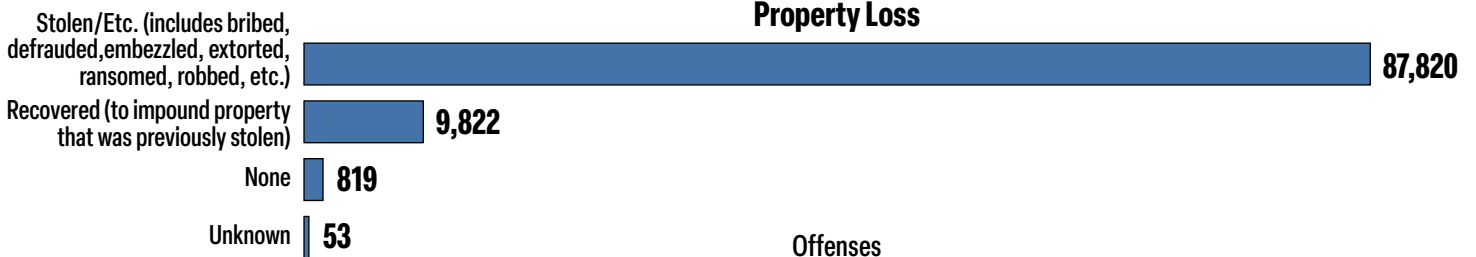 Property Loss
Stolen/Etc. (includes bribed,
defrauded,embezzled, extorted,
ransomed, robbed, etc.)
87,820
Recovered (to impound property
that was previously stolen)
9,822
None
819
Unknown
53
Offenses